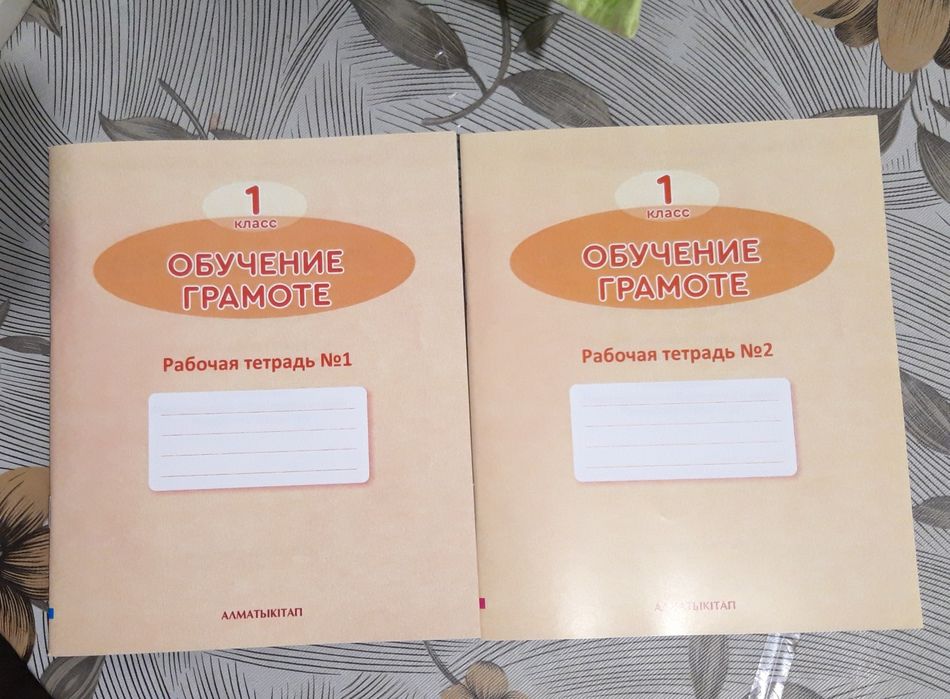 1
класс
ОБУЧЕНИЕ
ГРАМОТЕ
Рабочая тетрадь №1
АЛМАТЫКІТАП
1
класс
ОБУЧЕНИЕ
ГРАМОТЕ
Рабочая тетрадь №2
АЛМАТЫКІТАП